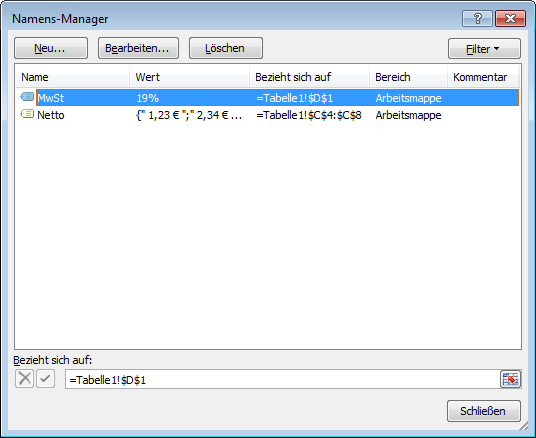 Namens-Manager
Neu... Bearbeiten... Löschen Filter
Name Wert Bezieht sich auf Bereich Kommentar
MwSt 19% =Tabelle1!$D$1 Arbeitsmappe
Netto {" 1,23 € ";" 2,34 € ... =Tabelle1!$C$4:$C$8 Arbeitsmappe
Bezieht sich auf:
=Tabelle1!$D$1
Schließen